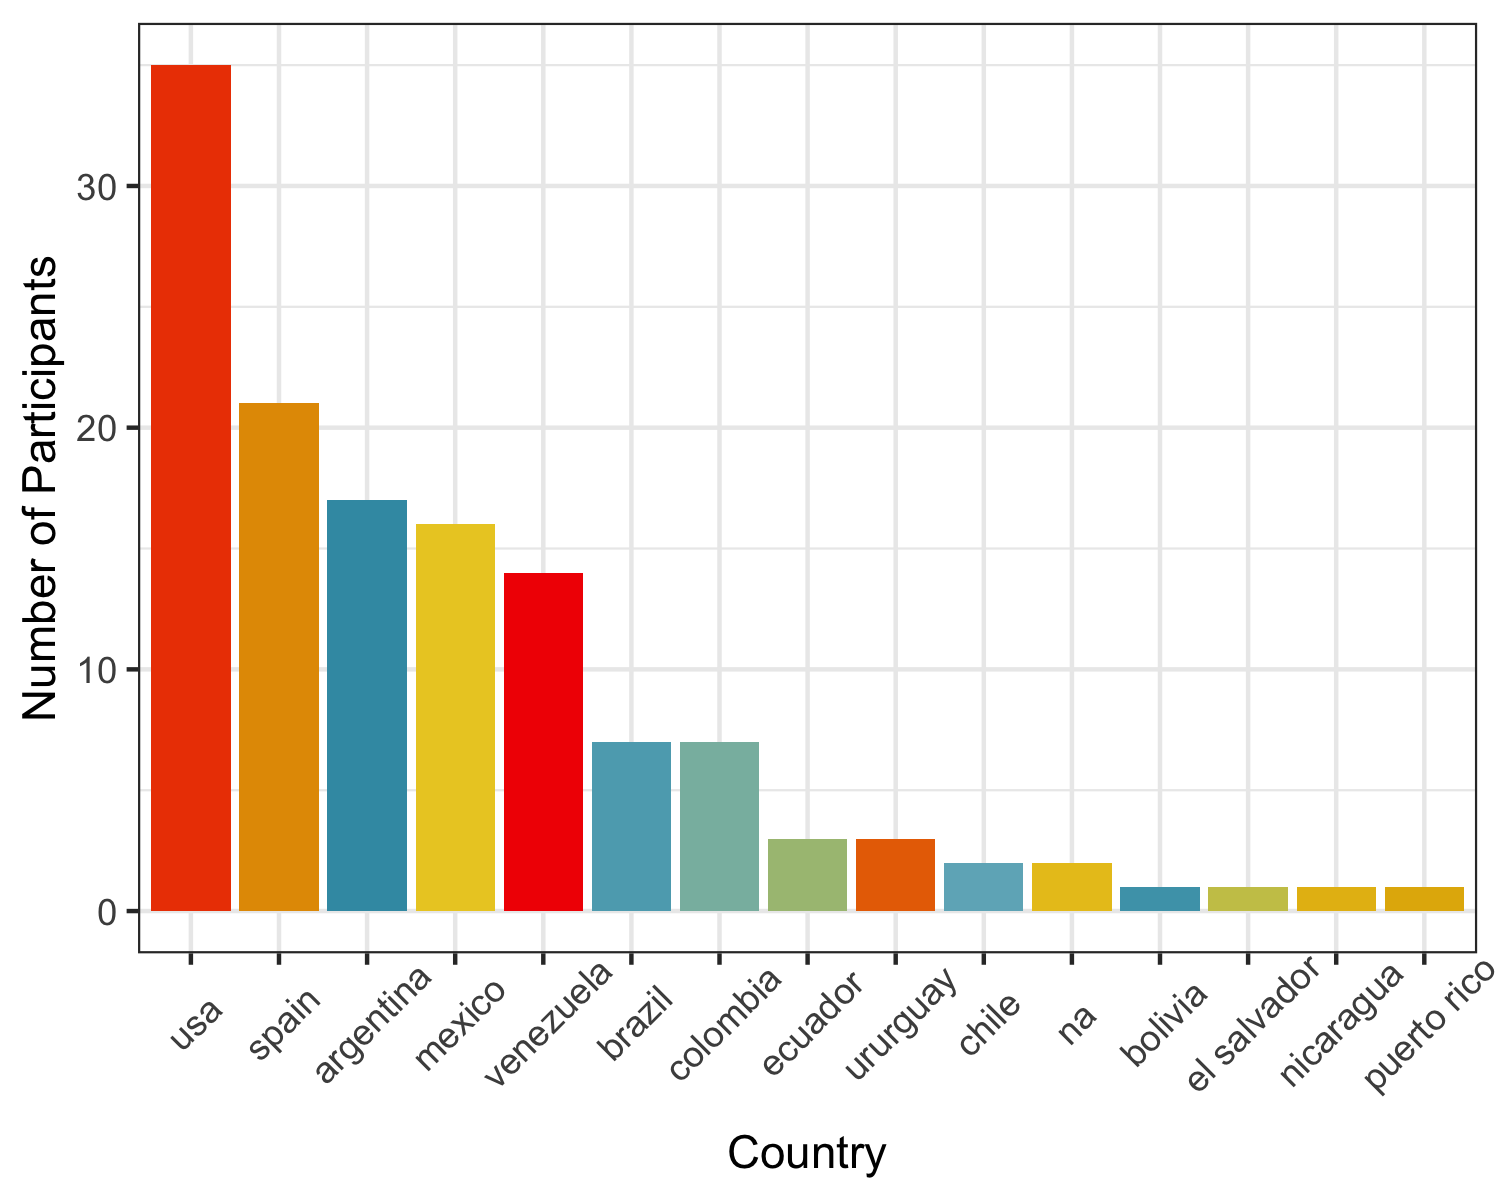 Number of Participants
30
20
10
0
usa
spain
argentina
mexico
venezuela
brazil
colombia
ecuador
ururguay
chile
na
bolivia
el salvador
nicaragua
puerto rico
Country